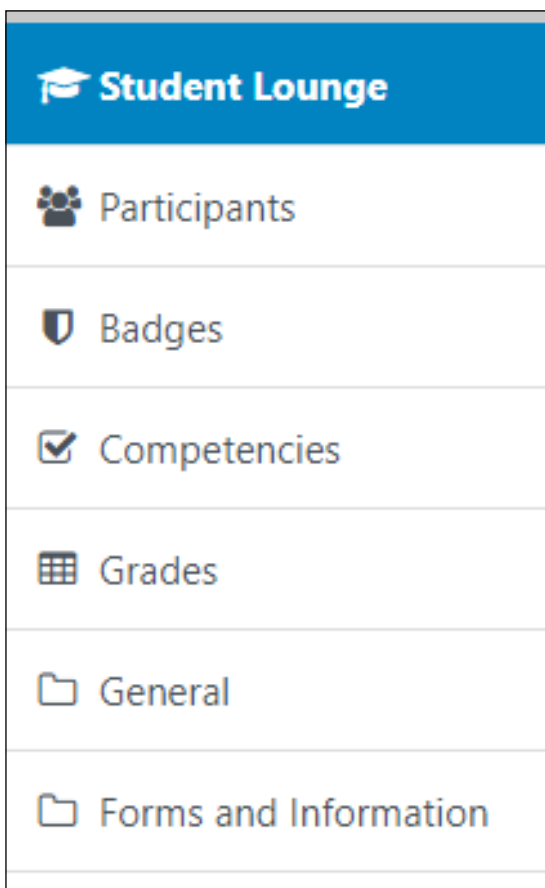 Student Lounge
Participants
Badges
Competencies
Grades
General
Forms and Information